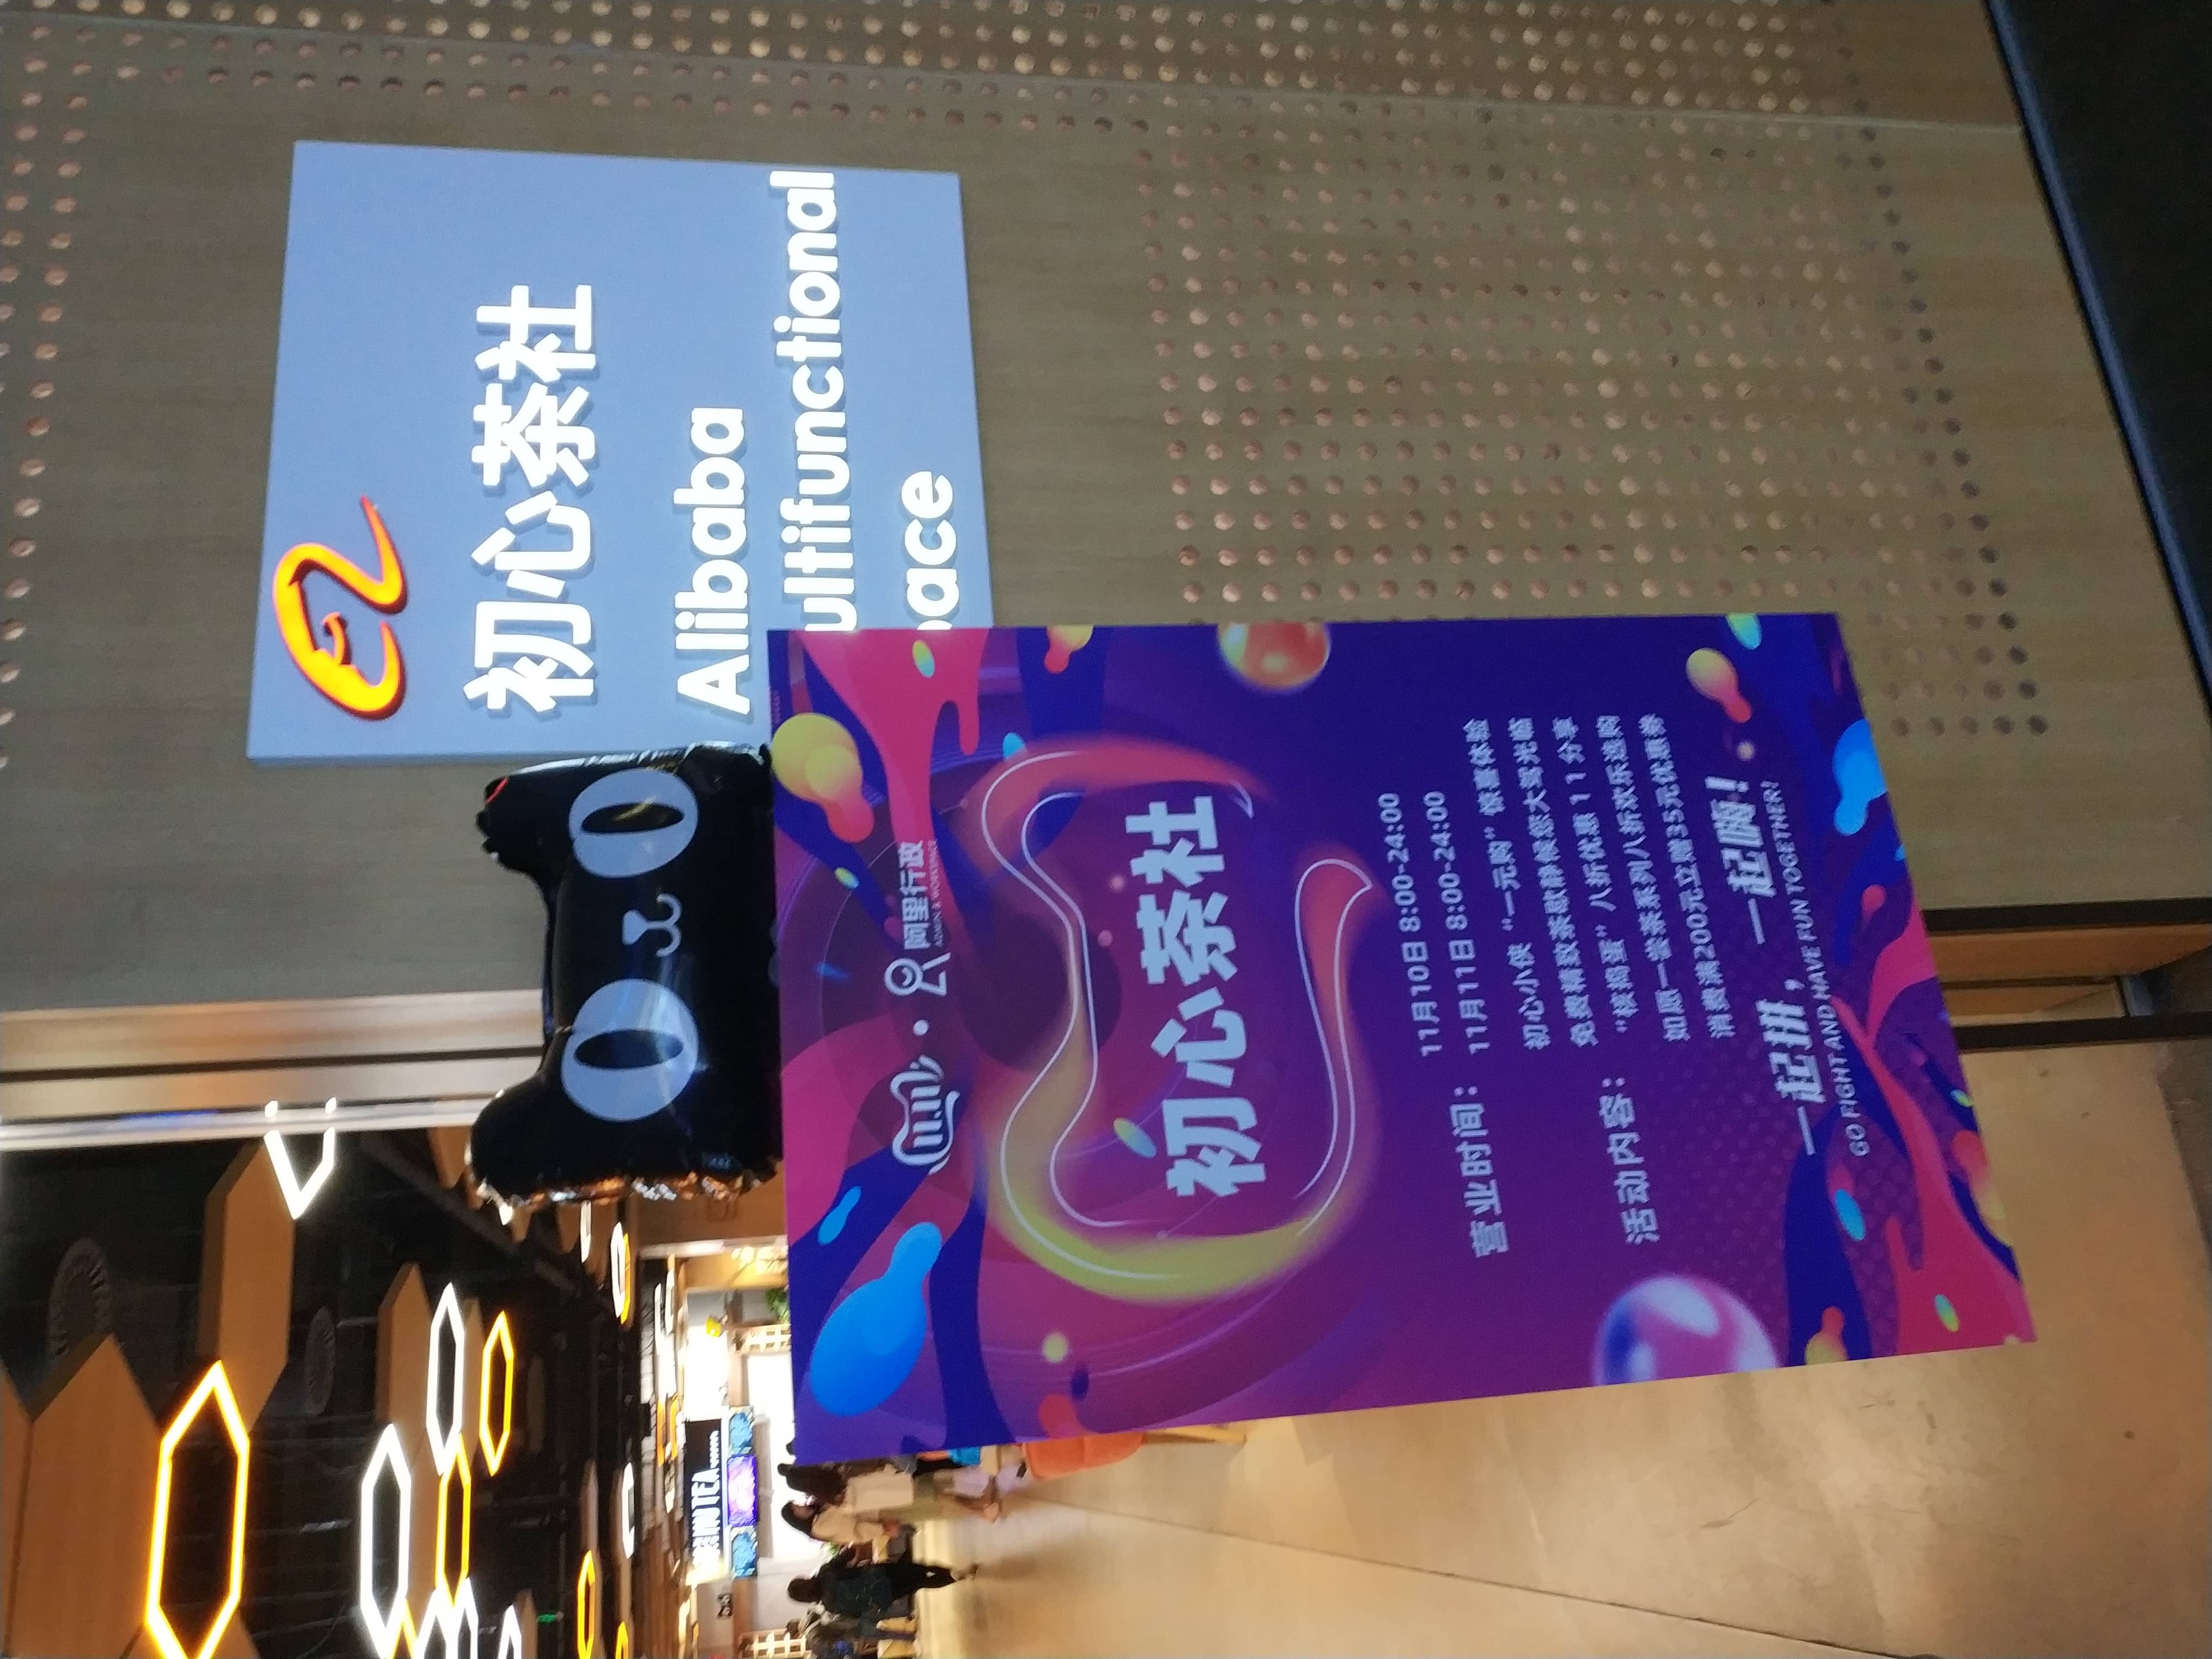 初心茶社
Alibaba
ultifunctional
ace
INTEA
11.11
阿里行政
ADMIN & WORKSPACE
初心茶社
营业时间：
11月10日 8:00-24:00
11月11日 8:00-24:00
活动内容：
初心小侠“一元购”惊喜体验
免费精致茶歇静候您大驾光临
“核捣蛋”八折优惠 1 1 分享
如愿一尝茶系列八折欢乐选购
消费满200元立赠35元优惠券
一起拼，一起嗨！
GO FIGHT AND HAVE FUN TOGETHER!